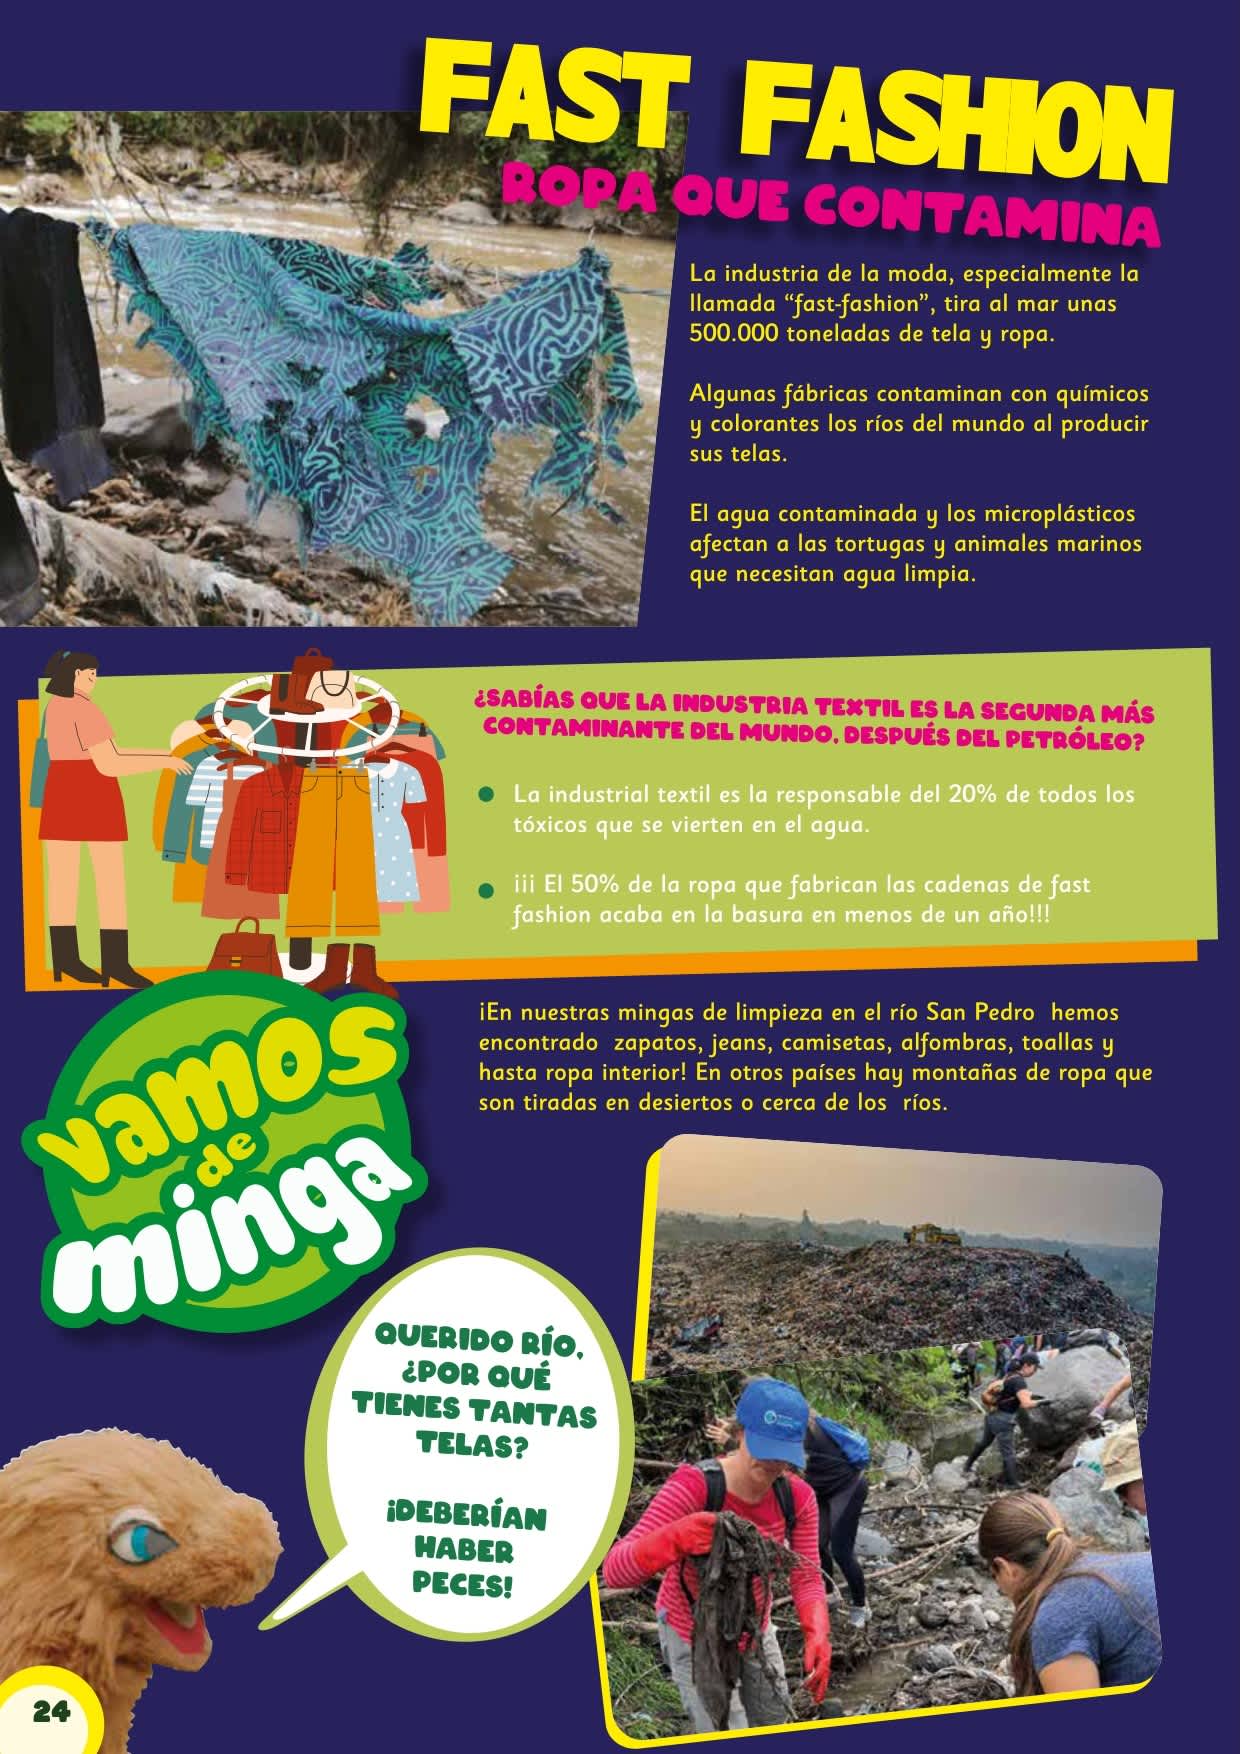 FAST FASHION
ROPA QUE CONTAMINA
La industria de la moda, especialmente la
llamada “fast-fashion”, tira al mar unas
500.000 toneladas de tela y ropa.
Algunas fábricas contaminan con químicos
y colorantes los ríos del mundo al producir
sus telas.
El agua contaminada y los microplásticos
afectan a las tortugas y animales marinos
que necesitan agua limpia.
¿SABÍAS QUE LA INDUSTRIA TEXTIL ES LA SEGUNDA MÁS
CONTAMINANTE DEL MUNDO, DESPUÉS DEL PETRÓLEO?
La industrial textil es la responsable del 20% de todos los
tóxicos que se vierten en el agua.
¡¡¡ El 50% de la ropa que fabrican las cadenas de fast
fashion acaba en la basura en menos de un año!!!
¡En nuestras mingas de limpieza en el río San Pedro hemos
encontrado zapatos, jeans, camisetas, alfombras, toallas y
hasta ropa interior! En otros países hay montañas de ropa que
son tiradas en desiertos o cerca de los ríos.
vamos
de
minga
QUERIDO RÍO,
¿POR QUÉ
TIENES TANTAS
TELAS?
¡DEBERÍAN
HABER
PECES!
24